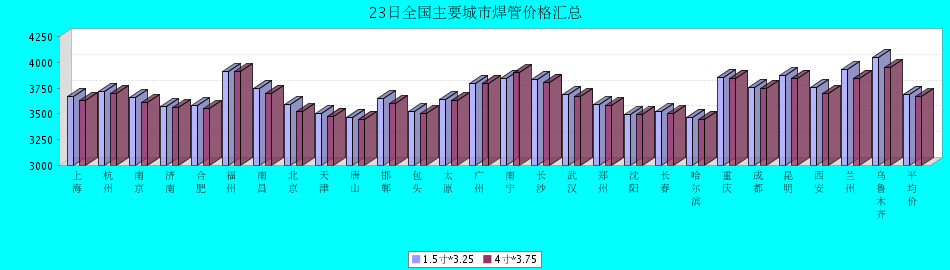 23日全国主要城市焊管价格汇总
4250
4000
3750
3500
3250
3000
上海 杭州 南京 济南 合肥 福州 南昌 北京 天津 唐山 邯郸 包头 太原 广州 南宁 长沙 武汉 郑州 沈阳 长春 哈尔滨 重庆 成都 昆明 西安 兰州 乌鲁木齐 平均价
1.5寸*3.25 4寸*3.75